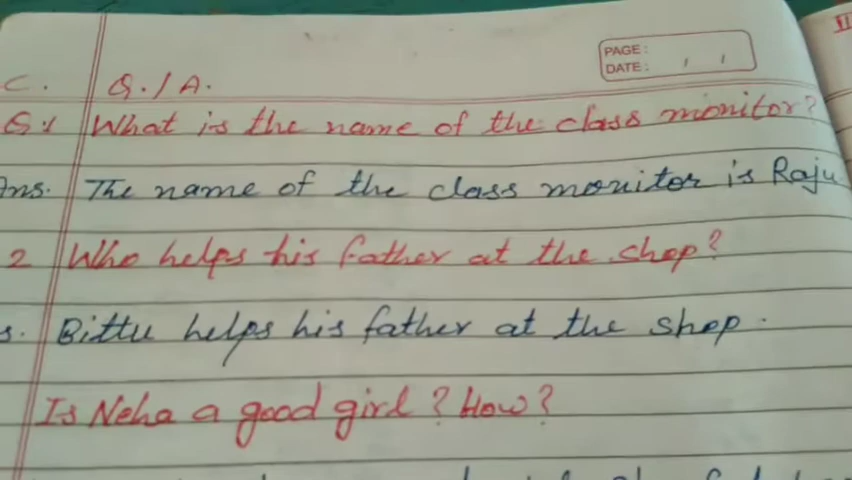 PAGE:
DATE: / /
C. Q./A.
Q.1 What is the name of the class monitor?
Ans. The name of the class monitor is Raju
2 Who helps his father at the shop?
s. Bittu helps his father at the shop.
Is Neha a good girl? How?